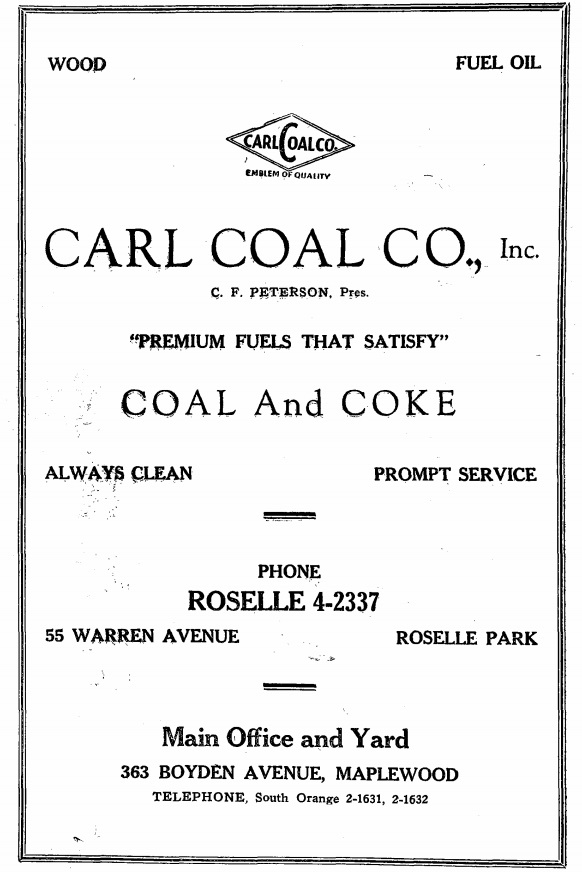 WOOD FUEL OIL
CARL COAL CO.
EMBLEM OF QUALITY
CARL COAL CO., Inc.
C. F. PETERSON, Pres.
"PREMIUM FUELS THAT SATISFY"
COAL And COKE
ALWAYS CLEAN PROMPT SERVICE
PHONE
ROSELLE 4-2337
55 WARREN AVENUE ROSELLE PARK
Main Office and Yard
363 BOYDEN AVENUE, MAPLEWOOD
TELEPHONE, South Orange 2-1631, 2-1632